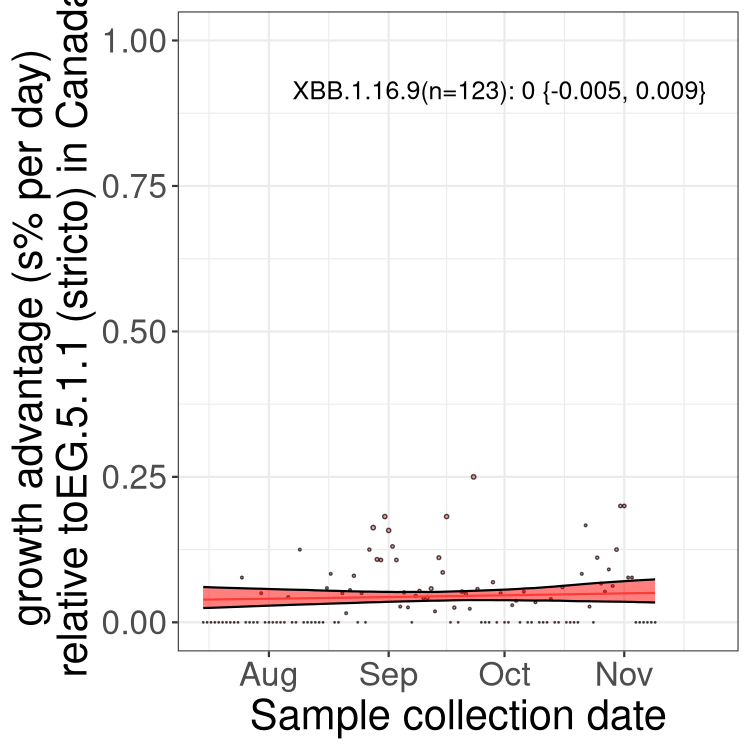 growth advantage (s% per day)
relative toEG.5.1.1 (stricto) in Canada
1.00
0.75
0.50
0.25
0.00
XBB.1.16.9(n=123): 0 {-0.005, 0.009}
Aug Sep Oct Nov
Sample collection date